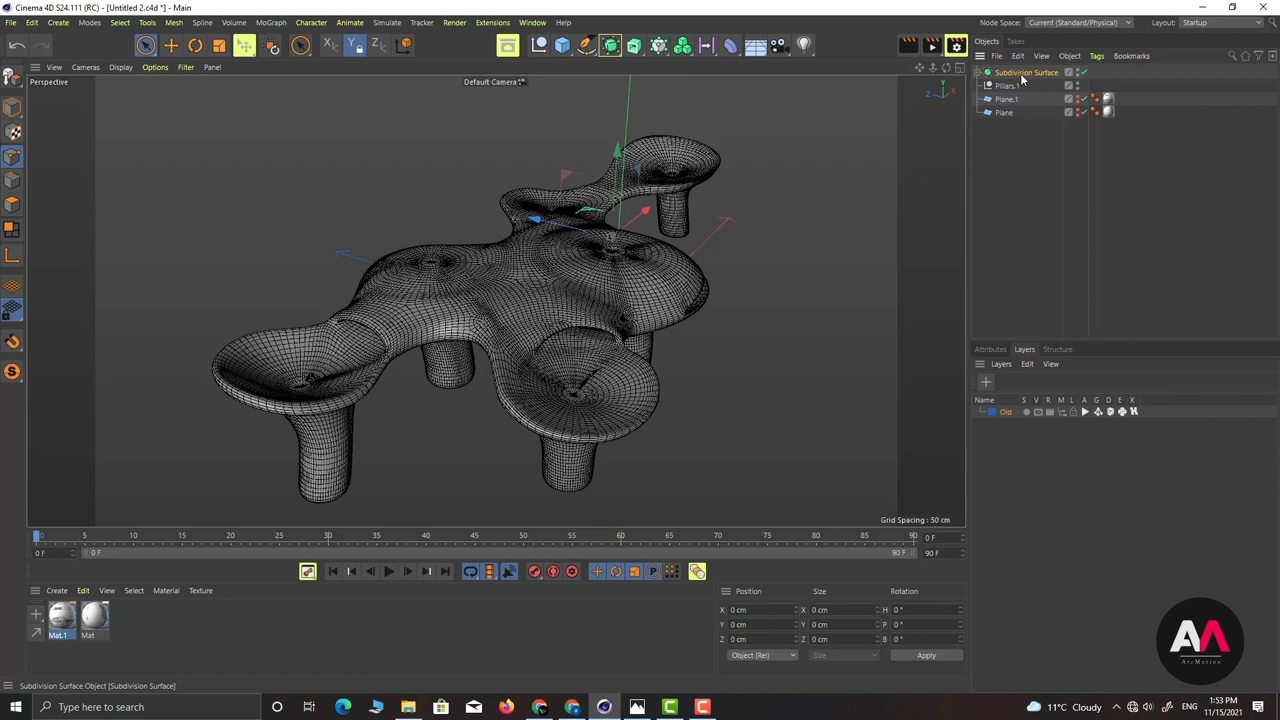 Cinema 4D S24.111 (RC) - [Untitled 2.c4d *] - Main
File Edit Create Modes Select Tools Mesh Spline Volume MoGraph Character Animate Simulate Tracker Render Extensions Window Help
Node Space: Current (Standard/Physical) Layout: Startup
X Y Z
Objects Takes
View Cameras Display Options Filter Panel
File Edit View Object Tags Bookmarks
Perspective
Default Camera
Y
Z X
Subdivision Surface
Pillars.1
Plane.1
Plane
Attributes Layers Structure
Layers Edit View
Name S V R M L A G D E X
Old
Grid Spacing : 50 cm
0 5 10 15 20 25 30 35 40 45 50 55 60 65 70 75 80 85 90 0 F
0 F 0 F 90 F 90 F
Create Edit View Select Material Texture
Position Size Rotation
X 0 cm X 0 cm H 0 °
Y 0 cm Y 0 cm P 0 °
Z 0 cm Z 0 cm B 0 °
Object (Rel) Size Apply
Mat.1 Mat
AM
ArcMotion
Subdivision Surface Object [Subdivision Surface]
Type here to search
11°C Cloudy
1:53 PM
11/15/2021